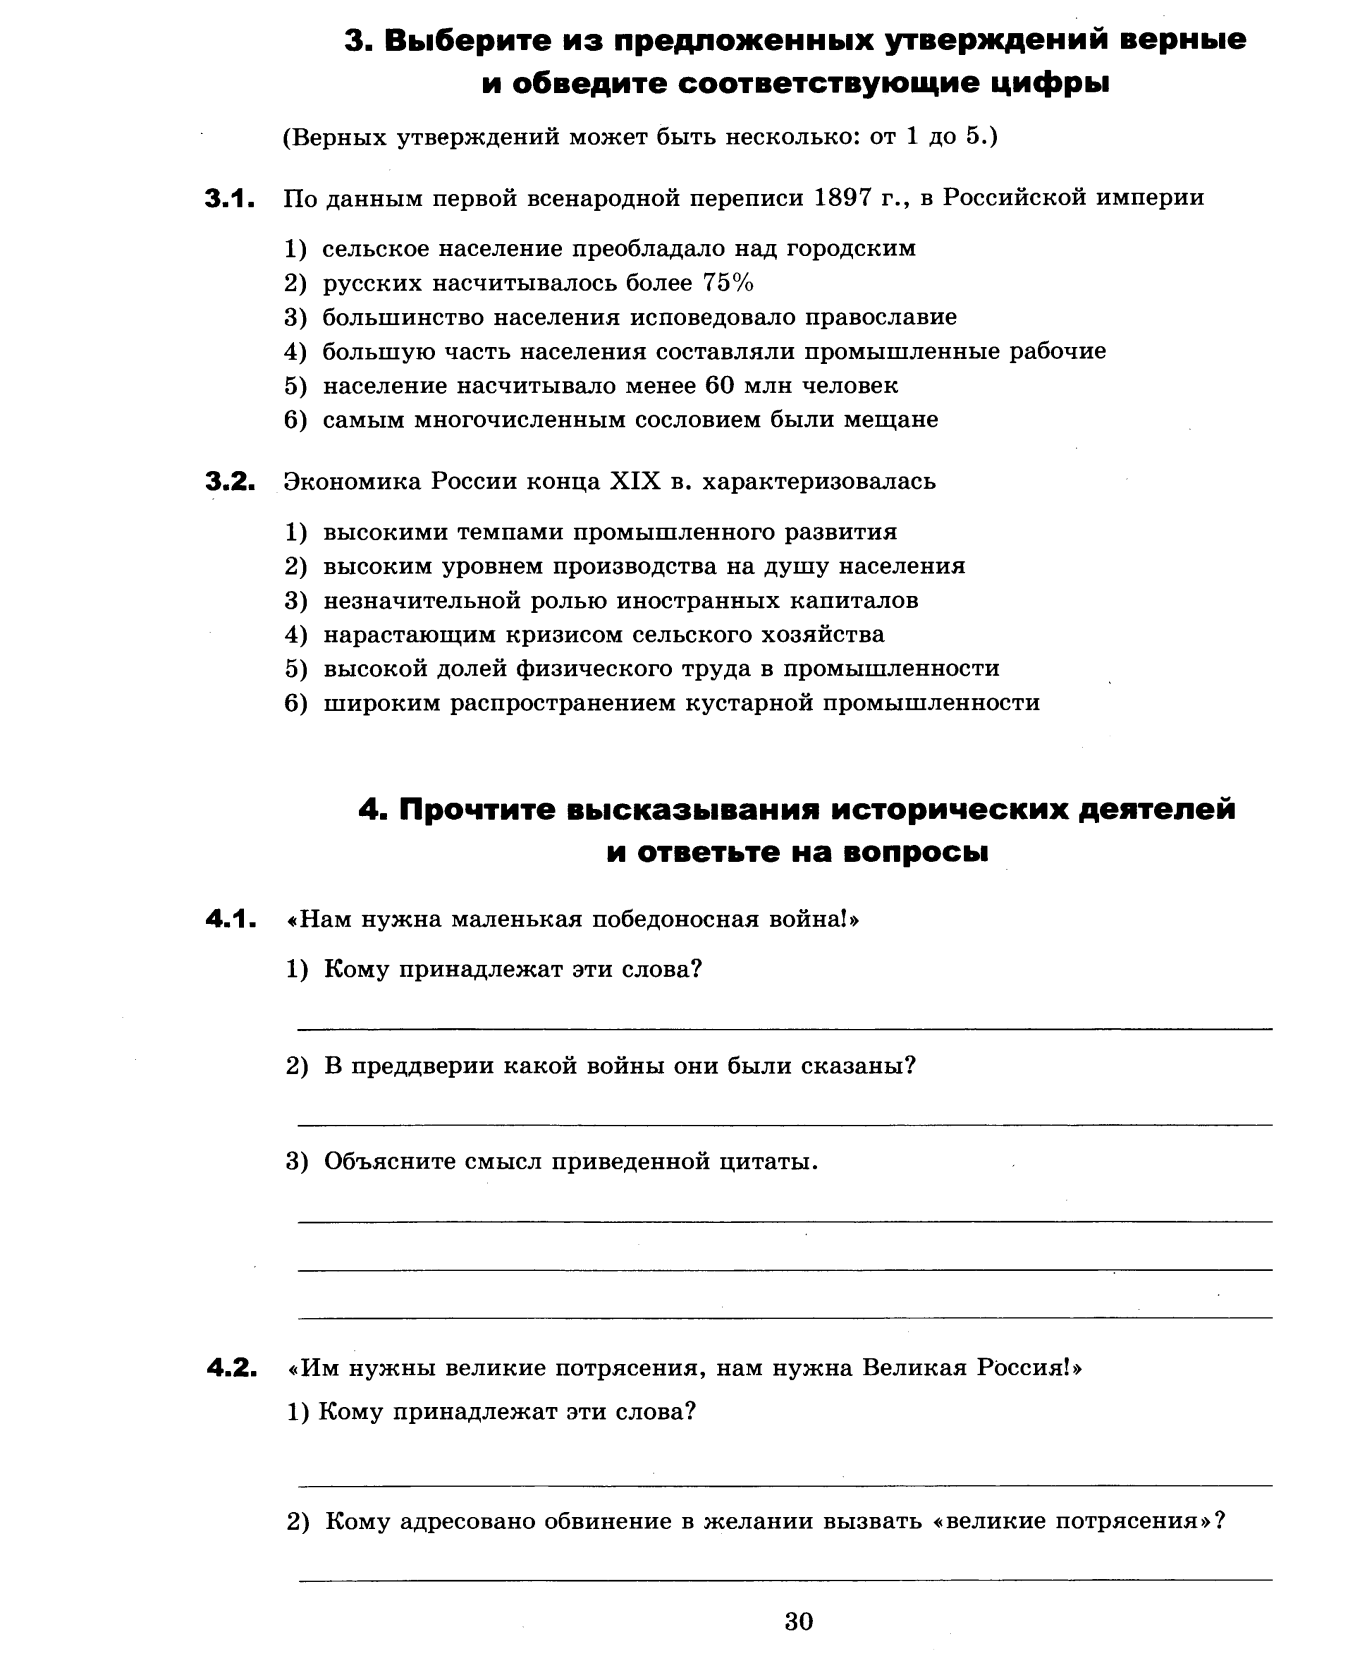 3. Выберите из предложенных утверждений верные
и обведите соответствующие цифры
(Верных утверждений может быть несколько: от 1 до 5.)
3.1. По данным первой всенародной переписи 1897 г., в Российской империи
1) сельское население преобладало над городским
2) русских насчитывалось более 75%
3) большинство населения исповедовало православие
4) большую часть населения составляли промышленные рабочие
5) население насчитывало менее 60 млн человек
6) самым многочисленным сословием были мещане
3.2. Экономика России конца XIX в. характеризовалась
1) высокими темпами промышленного развития
2) высоким уровнем производства на душу населения
3) незначительной ролью иностранных капиталов
4) нарастающим кризисом сельского хозяйства
5) высокой долей физического труда в промышленности
6) широким распространением кустарной промышленности
4. Прочтите высказывания исторических деятелей
и ответьте на вопросы
4.1. «Нам нужна маленькая победоносная война!»
1) Кому принадлежат эти слова?
2) В преддверии какой войны они были сказаны?
3) Объясните смысл приведенной цитаты.
4.2. «Им нужны великие потрясения, нам нужна Великая Россия!»
1) Кому принадлежат эти слова?
2) Кому адресовано обвинение в желании вызвать «великие потрясения»?
30